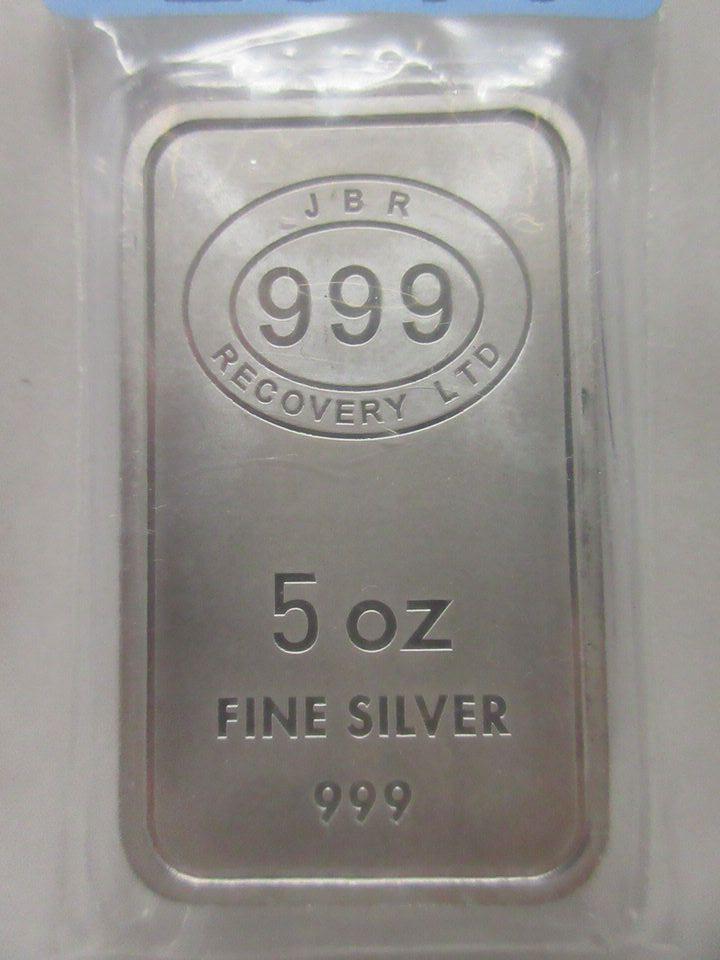 JBR
999
RECOVERY LTD
5 oz
FINE SILVER
999